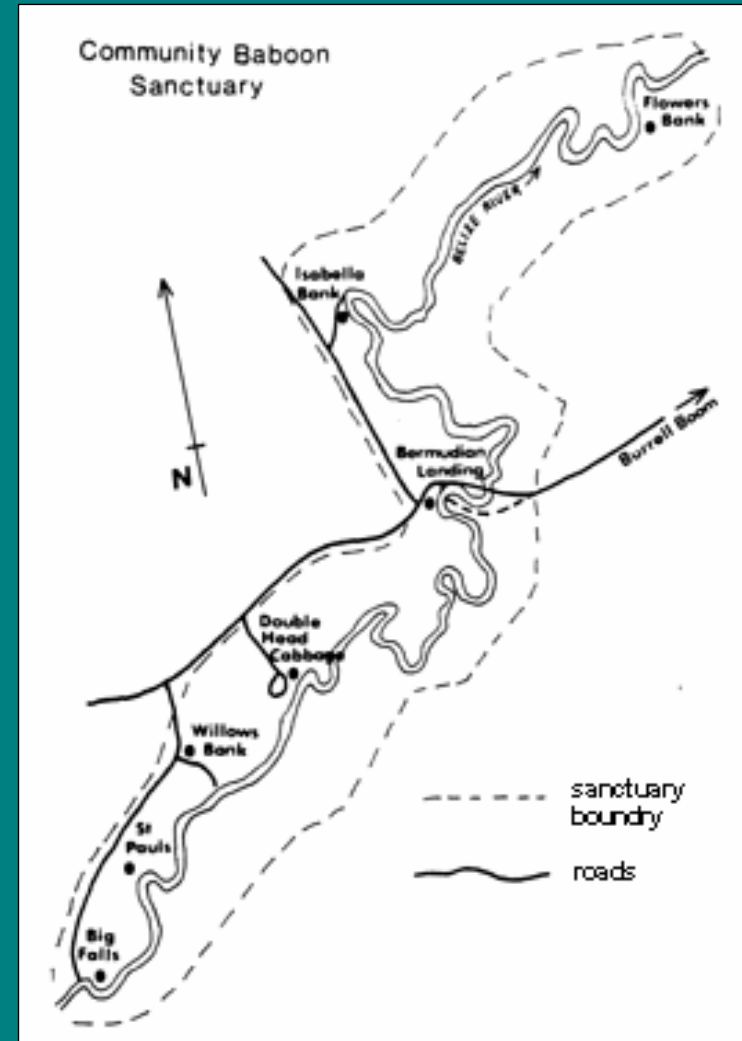 Community Baboon
Sanctuary
Flowers
Bank
BELIZE RIVER
Isabella
Bank
Bermudian
Landing
Burrell Boom
N
Double
Head
Cabbage
Willows
Bank
St
Pauls
Big
Falls
sanctuary
boundry
roads